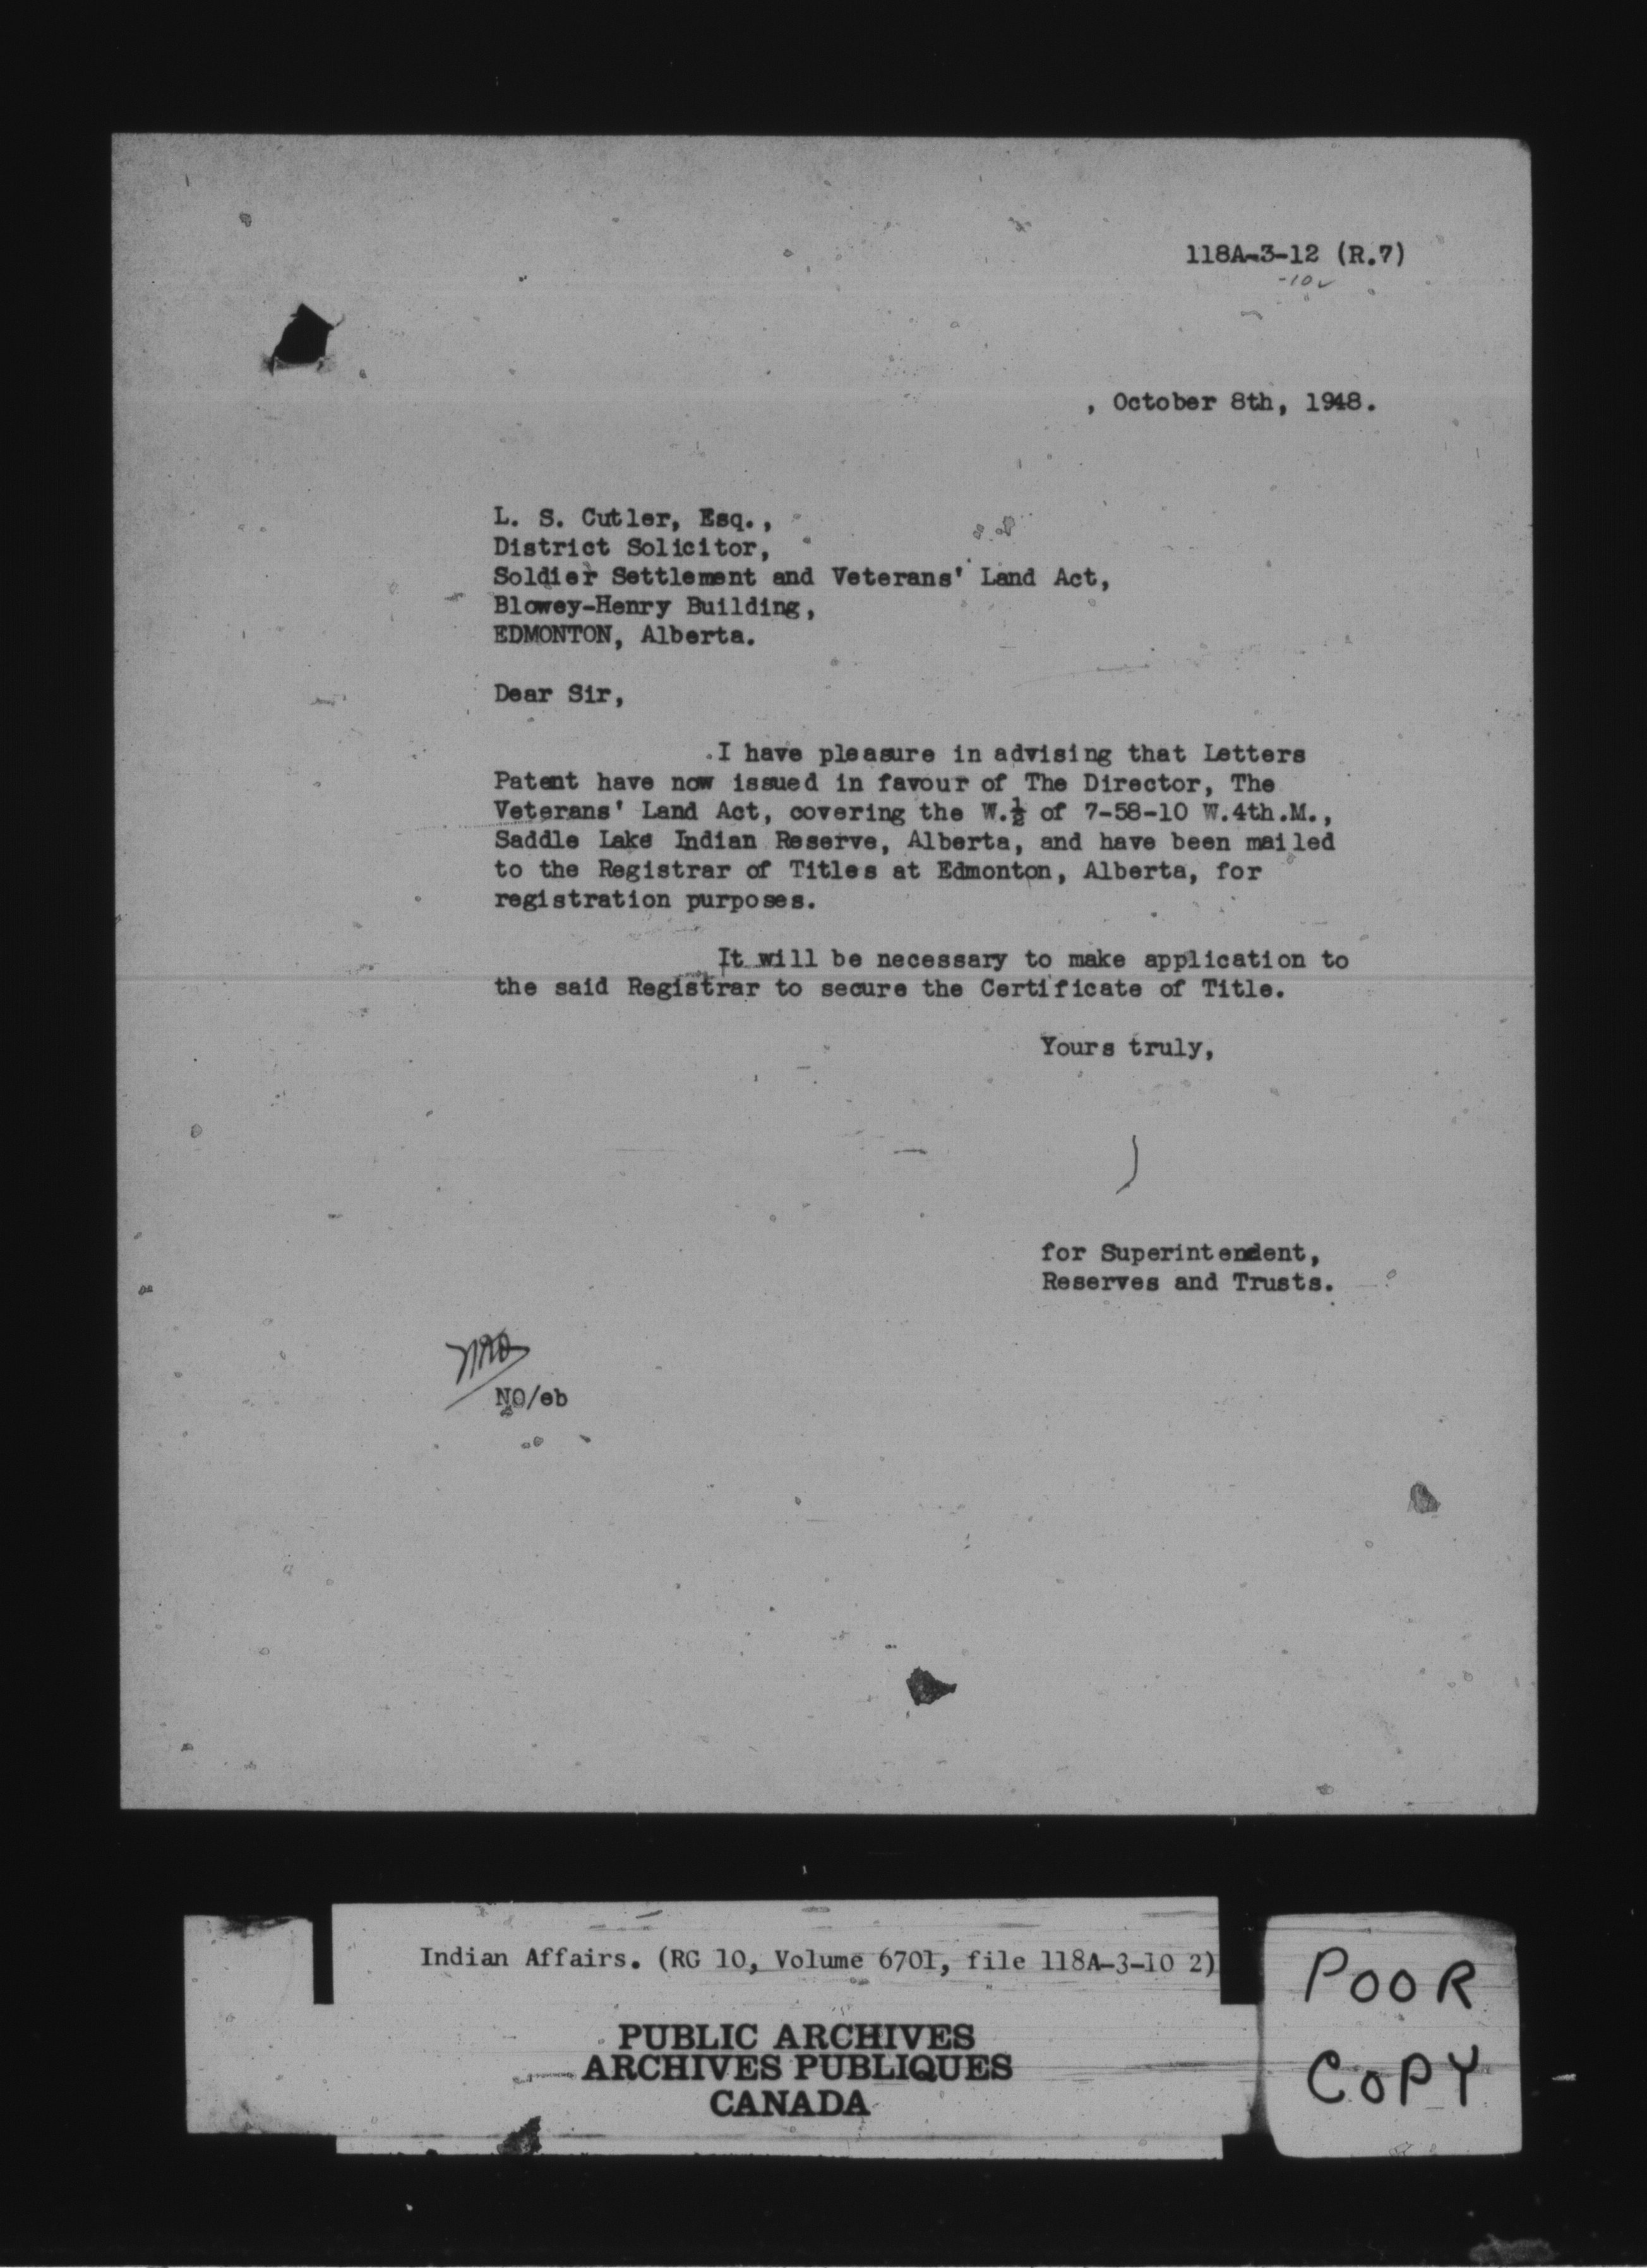 118A-3-12 (R.7)
-10
, October 8th, 1948.
L. S. Cutler, Esq.,
District Solicitor,
Soldier Settlement and Veterans' Land Act,
Blowey-Henry Building,
EDMONTON, Alberta.
Dear Sir,
I have pleasure in advising that Letters
Patent have now issued in favour of The Director, The
Veterans' Land Act, covering the W.½ of 7-58-10 W.4th.M.,
Saddle Lake Indian Reserve, Alberta, and have been mailed
to the Registrar of Titles at Edmonton, Alberta, for
registration purposes.
It will be necessary to make application to
the said Registrar to secure the Certificate of Title.
Yours truly,
for Superintendent,
Reserves and Trusts.
NO/eb
Indian Affairs. (RG 10, Volume 6701, file 118A-3-10 2)
PUBLIC ARCHIVES
ARCHIVES PUBLIQUES
CANADA
POOR
COPY